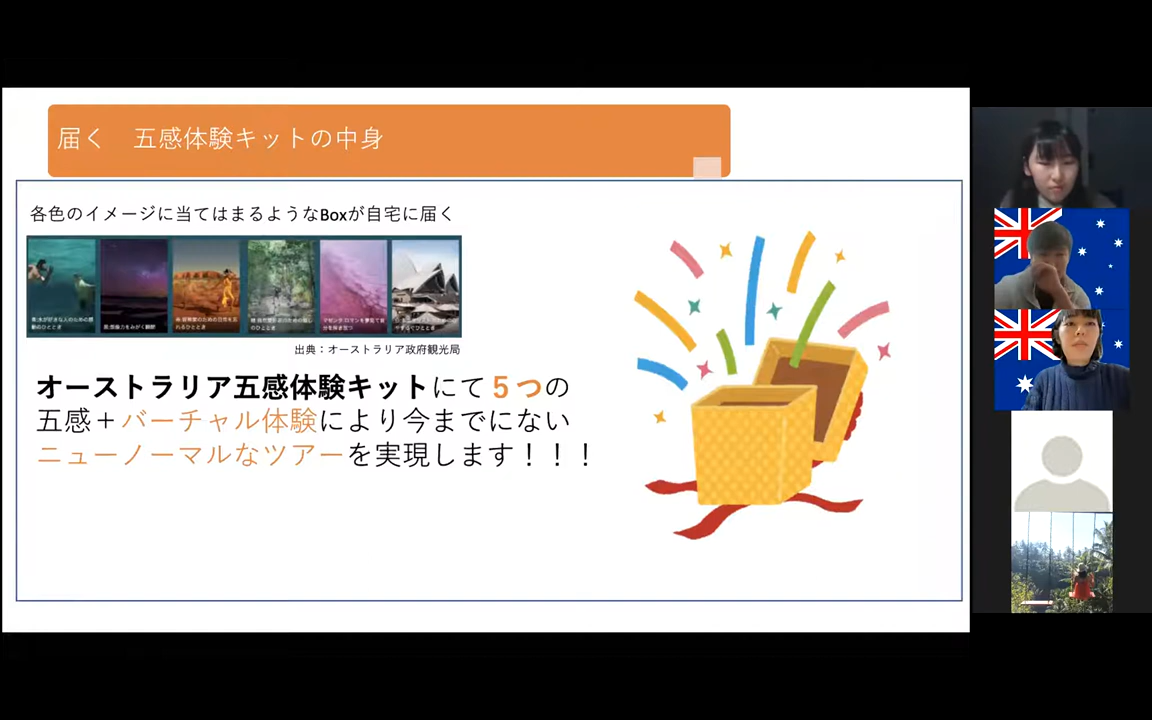 届く 五感体験キットの中身
各色のイメージに当てはまるようなBoxが自宅に届く
出典：オーストラリア政府観光局
オーストラリア五感体験キットにて５つの
五感＋バーチャル体験により今までにない
ニューノーマルなツアーを実現します！！！